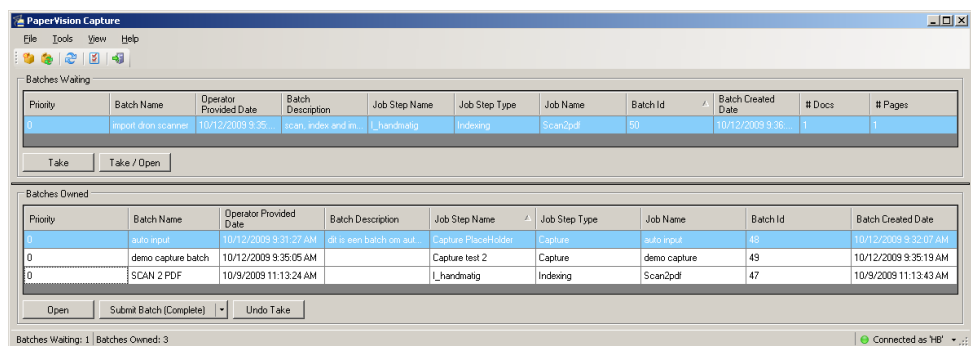 PaperVision Capture
File Tools View Help
Batches Waiting
Priority Batch Name Operator Provided Date Batch Description Job Step Name Job Step Type Job Name Batch Id Batch Created Date # Docs # Pages
0 import dron scanner 10/12/2009 9:35:... scan, index and im... I_handmatig Indexing Scan2pdf 50 10/12/2009 9:36:... 1 1
Take Take / Open
Batches Owned
Priority Batch Name Operator Provided Date Batch Description Job Step Name Job Step Type Job Name Batch Id Batch Created Date
0 auto input 10/12/2009 9:31:27 AM dit is een batch om aut... Capture PlaceHolder Capture auto input 48 10/12/2009 9:32:07 AM
0 demo capture batch 10/12/2009 9:35:05 AM Capture test 2 Capture demo capture 49 10/12/2009 9:35:19 AM
0 SCAN 2 PDF 10/9/2009 11:13:24 AM I_handmatig Indexing Scan2pdf 47 10/9/2009 11:13:43 AM
Open Submit Batch (Complete) Undo Take
Batches Waiting: 1 Batches Owned: 3 Connected as 'HB'